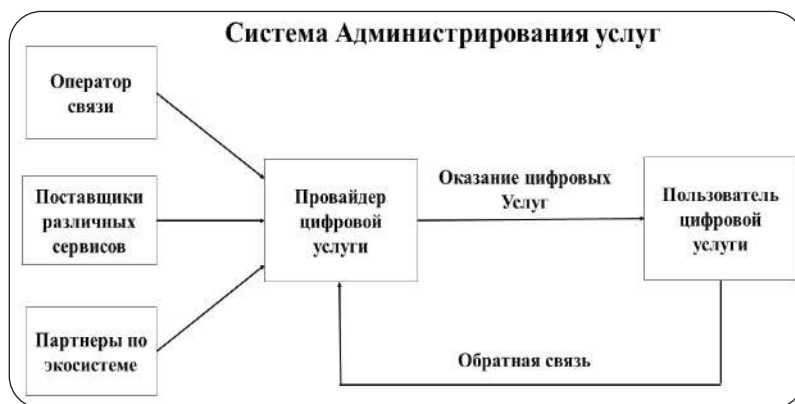 Система Администрирования услуг
Оператор
связи
Поставщики
различных
сервисов
Партнеры по
экосистеме
Провайдер
цифровой
услуги
Оказание цифровых
Услуг
Пользователь
цифровой
услуги
Обратная связь